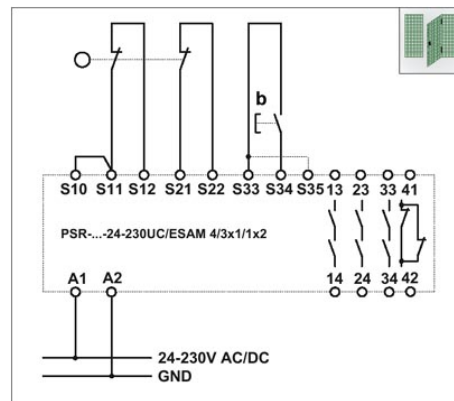 b
S10 S11 S12 S21 S22 S33 S34 S35 13 23 33 41
PSR-...-24-230UC/ESAM 4/3x1/1x2
A1 A2 14 24 34 42
24-230V AC/DC
GND